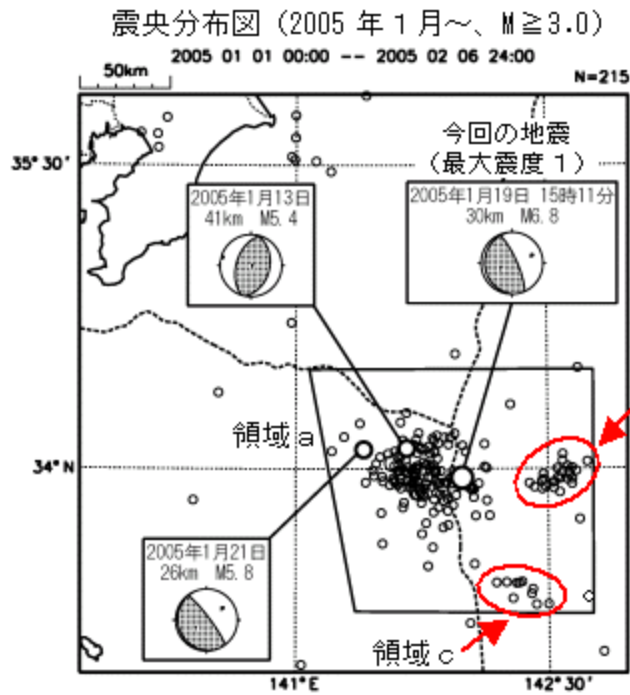 震央分布図（2005 年１月～、Ｍ≧3.0）
2005 01 01 00:00 -- 2005 02 06 24:00
50km
N=215
今回の地震
（最大震度１）
35°30'
2005年1月13日
41km M5.4
2005年1月19日 15時11分
30km M6.8
領域ａ
34°N
2005年1月21日
26km M5.8
領域ｃ
141°E
142°30'